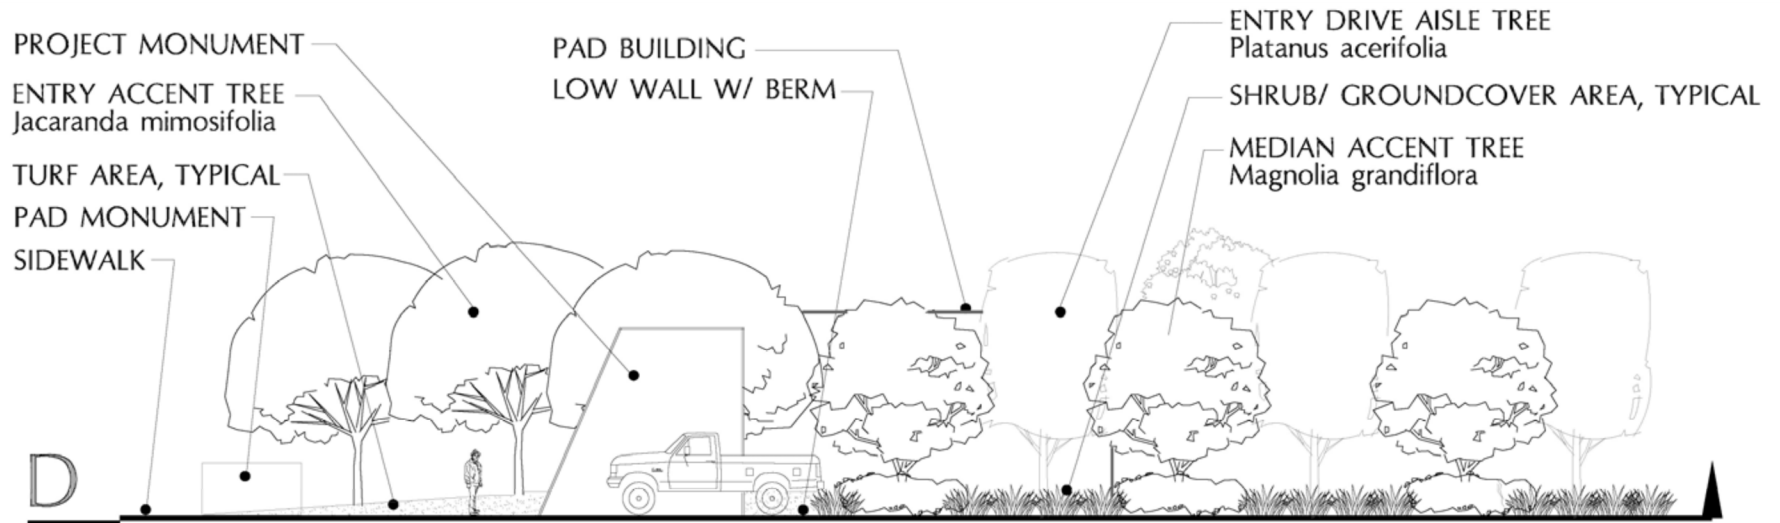 PROJECT MONUMENT
ENTRY ACCENT TREE
Jacaranda mimosifolia
TURF AREA, TYPICAL
PAD MONUMENT
SIDEWALK
PAD BUILDING
LOW WALL W/ BERM
ENTRY DRIVE AISLE TREE
Platanus acerifolia
SHRUB/ GROUNDCOVER AREA, TYPICAL
MEDIAN ACCENT TREE
Magnolia grandiflora
D